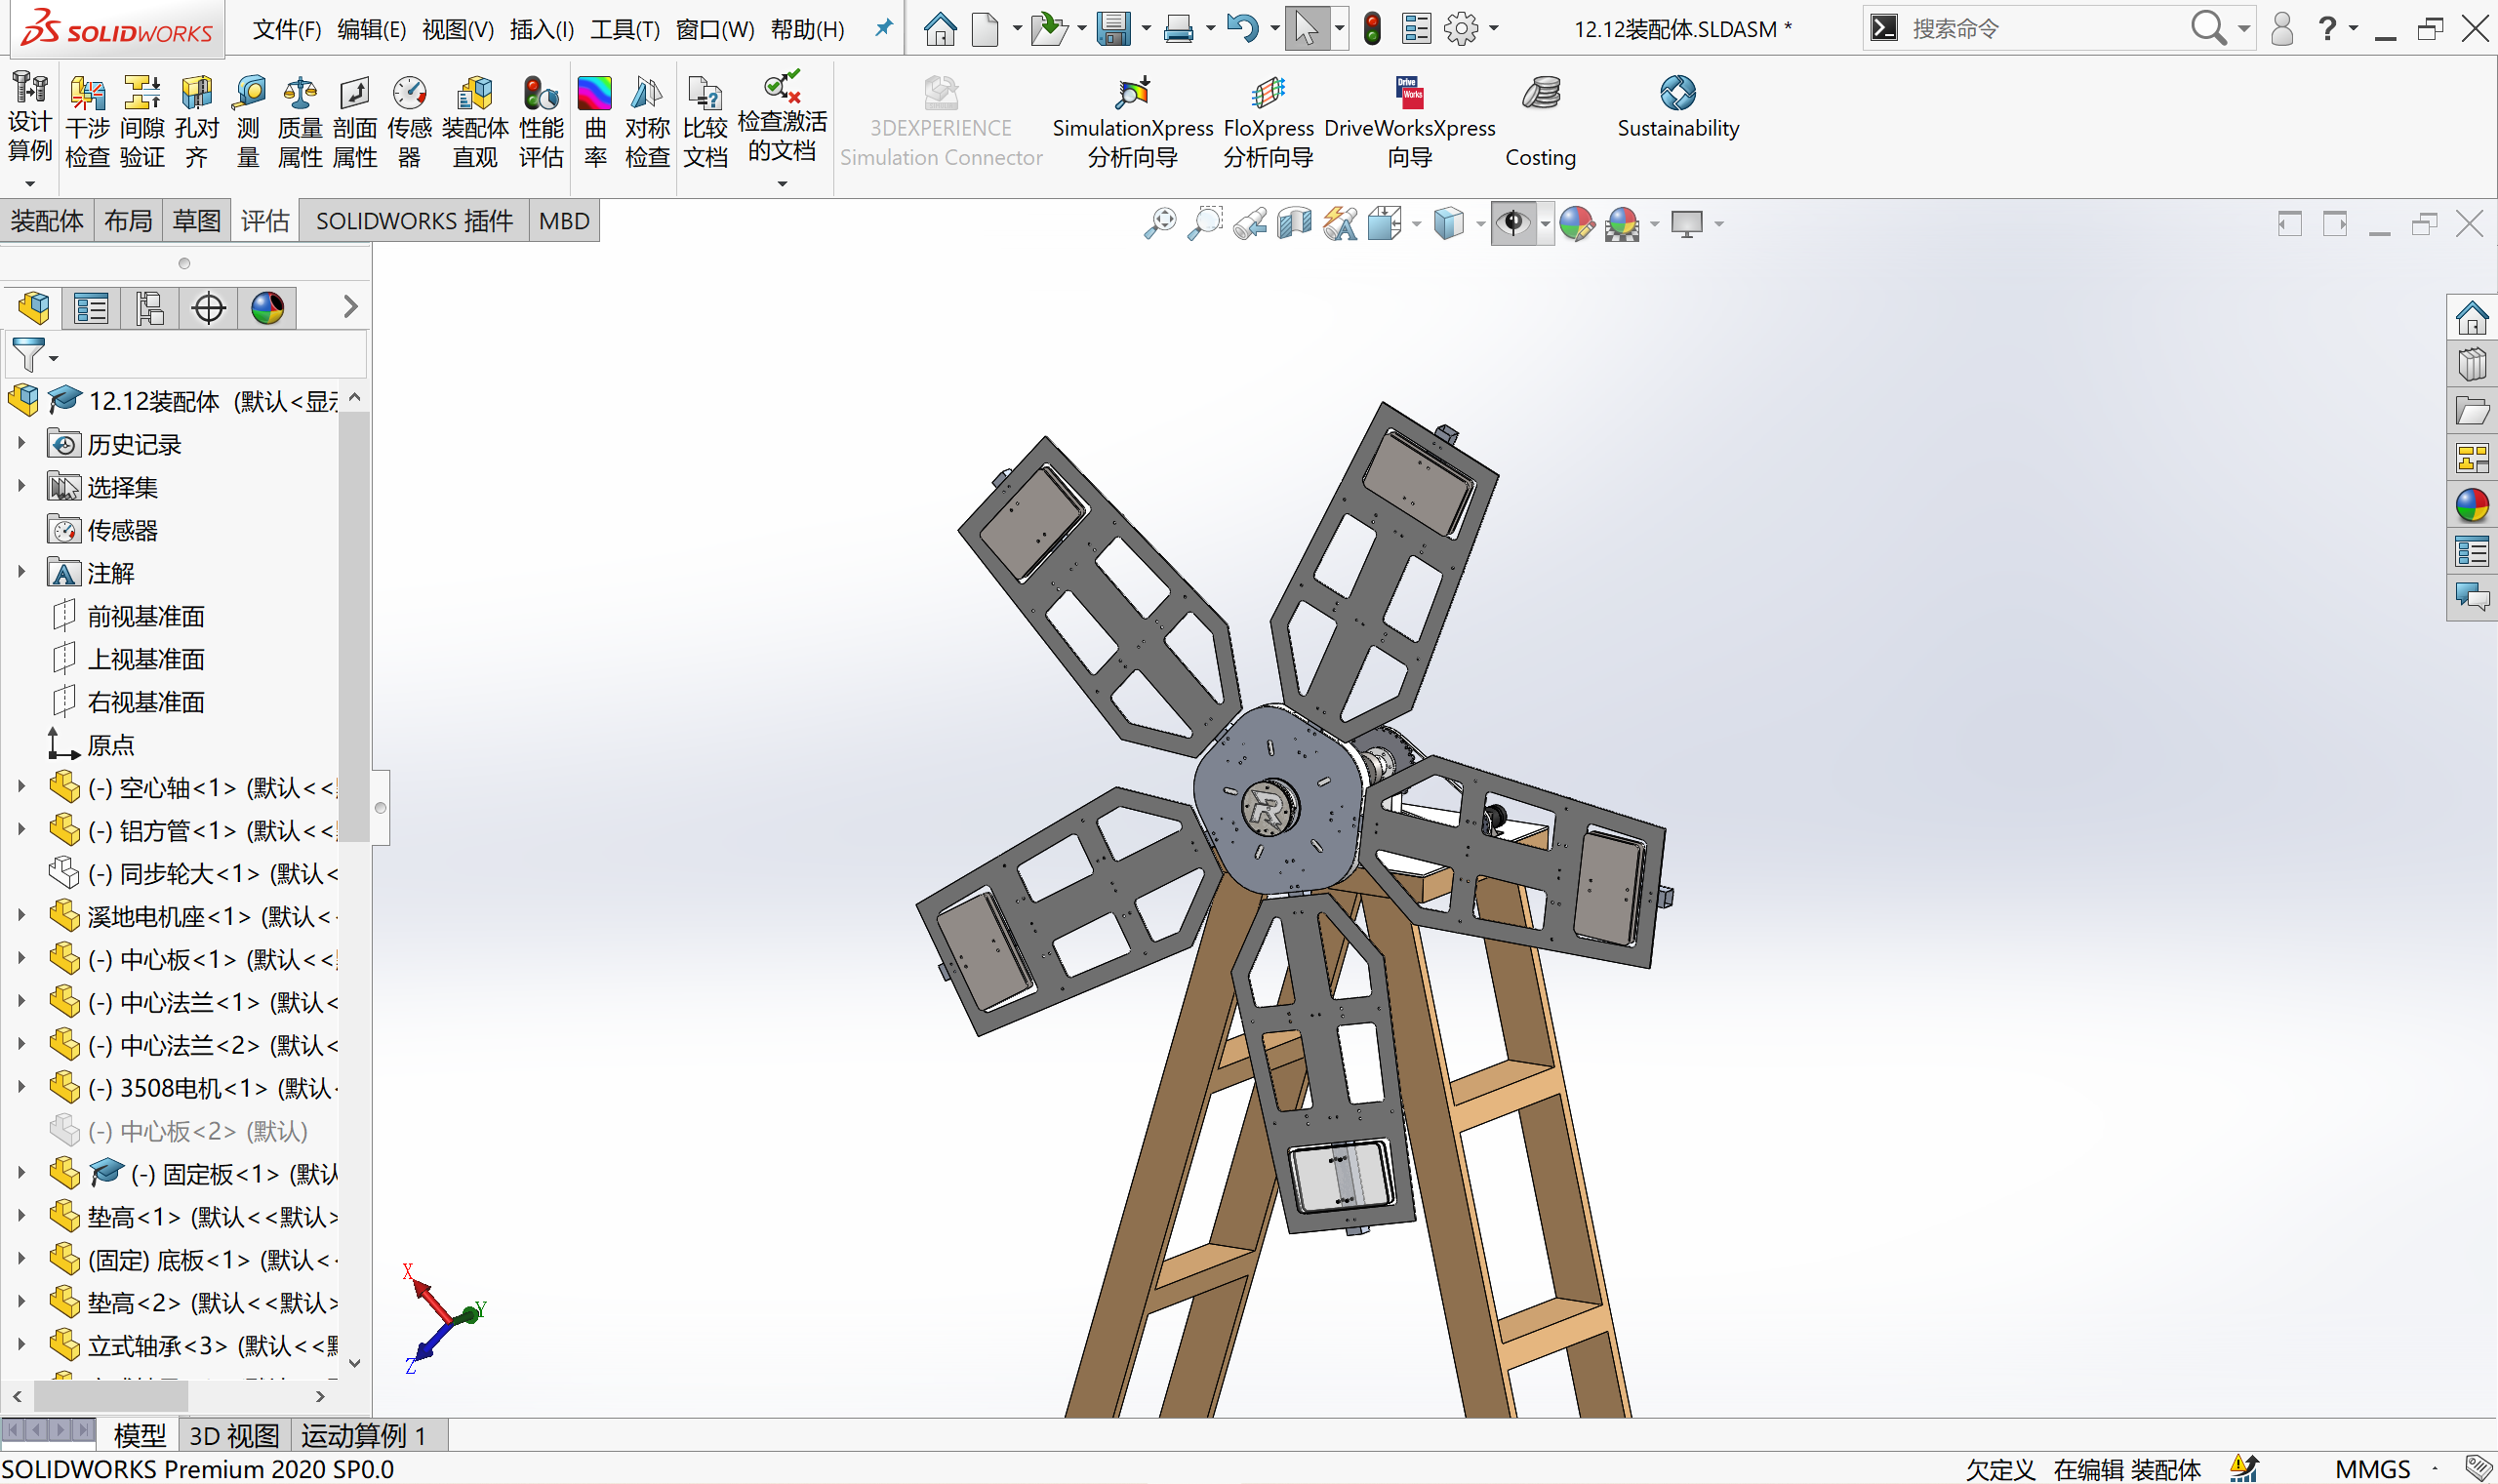 SOLIDWORKS 文件(F) 编辑(E) 视图(V) 插入(I) 工具(T) 窗口(W) 帮助(H) 12.12装配体.SLDASM * 搜索命令 ?
设计算例
干涉检查
间隙验证
孔对齐
测量
质量属性
剖面属性
传感器
装配体直观
性能评估
曲率
对称检查
比较文档
检查激活的文档
3DEXPERIENCE Simulation Connector
SimulationXpress 分析向导
FloXpress 分析向导
Drive Works
DriveWorksXpress 向导
Costing
Sustainability
装配体 布局 草图 评估 SOLIDWORKS 插件 MBD
12.12装配体 (默认<显
历史记录
选择集
传感器
注解
前视基准面
上视基准面
右视基准面
原点
(-) 空心轴<1> (默认<<
(-) 铝方管<1> (默认<<
(-) 同步轮大<1> (默认<
溪地电机座<1> (默认<
(-) 中心板<1> (默认<<
(-) 中心法兰<1> (默认<
(-) 中心法兰<2> (默认<
(-) 3508电机<1> (默认
(-) 中心板<2> (默认)
(-) 固定板<1> (默认
垫高<1> (默认<<默认>
(固定) 底板<1> (默认<
垫高<2> (默认<<默认>
立式轴承<3> (默认<<
R
X
Y
Z
模型 3D 视图 运动算例 1
SOLIDWORKS Premium 2020 SP0.0 欠定义 在编辑 装配体 MMGS